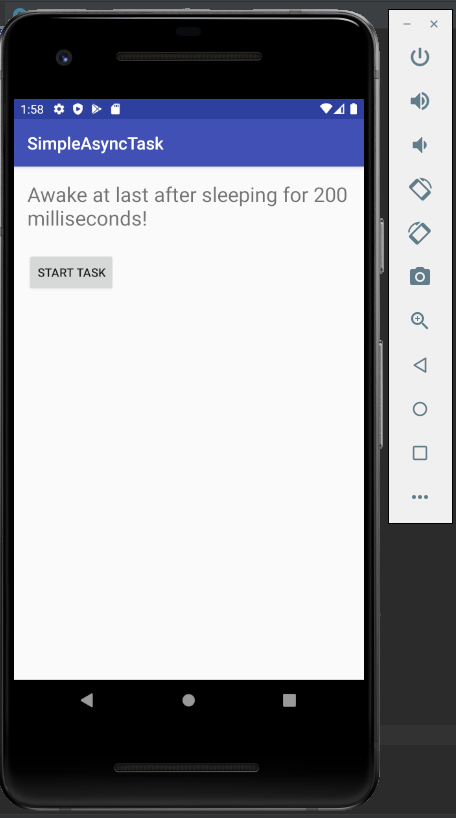 1:58
SimpleAsyncTask
Awake at last after sleeping for 200
milliseconds!
START TASK